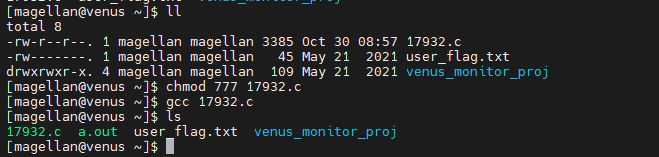 [magellan@venus ~]$ ll
total 8
-rw-r--r--. 1 magellan magellan 3385 Oct 30 08:57 17932.c
-rw-------. 1 magellan magellan   45 May 21  2021 user_flag.txt
drwxrwxr-x. 4 magellan magellan  109 May 21  2021 venus_monitor_proj
[magellan@venus ~]$ chmod 777 17932.c
[magellan@venus ~]$ gcc 17932.c
[magellan@venus ~]$ ls
17932.c  a.out  user_flag.txt  venus_monitor_proj
[magellan@venus ~]$